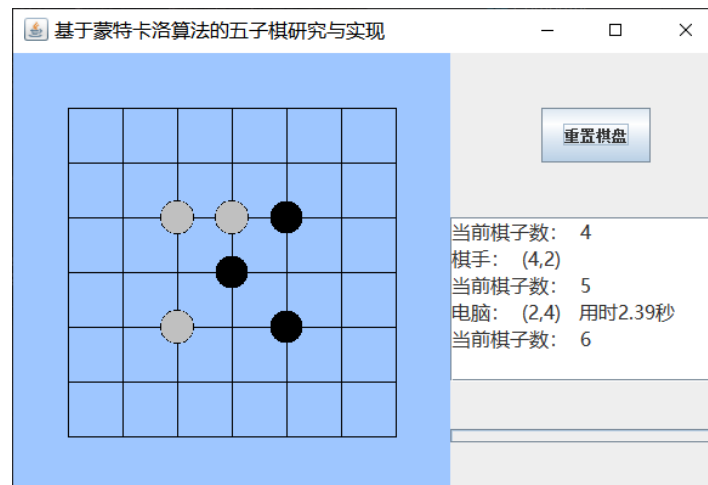 基于蒙特卡洛算法的五子棋研究与实现
重置棋盘
当前棋子数： 4
棋手： (4,2)
当前棋子数： 5
电脑： (2,4) 用时2.39秒
当前棋子数： 6